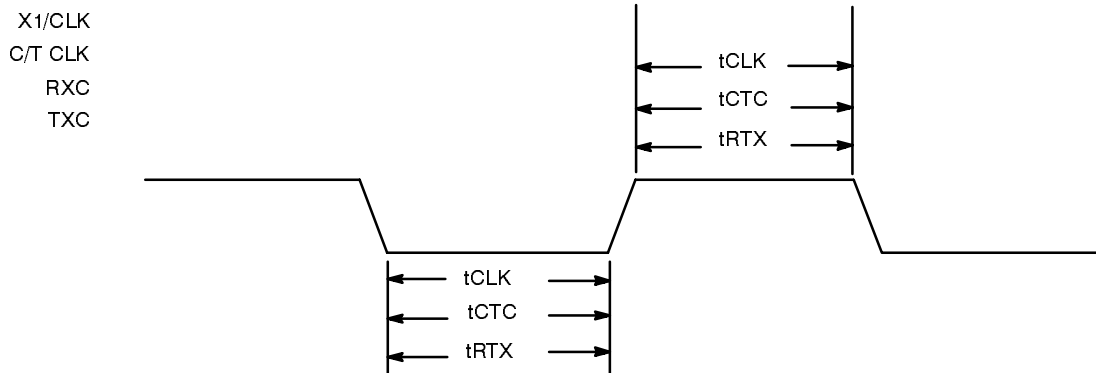 X1/CLK
C/T CLK
RXC
TXC
tCLK
tCTC
tRTX
tCLK
tCTC
tRTX